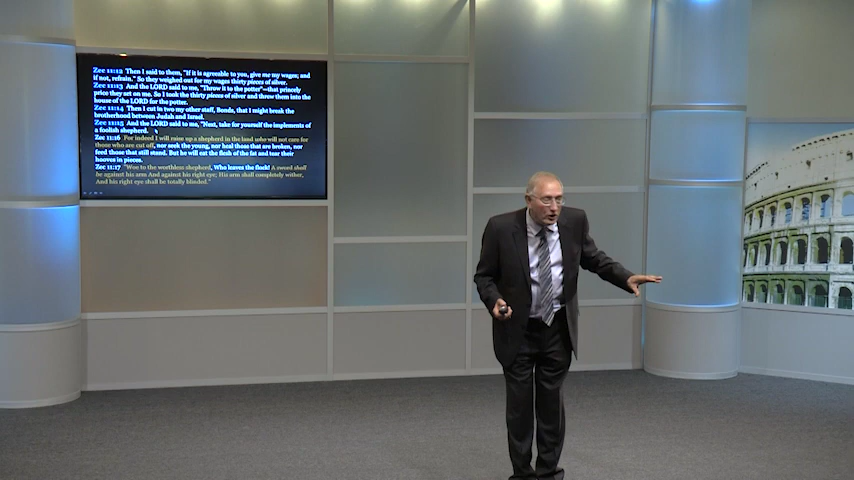 Zec 11:12 Then I said to them, "If it is agreeable to you, give me my wages; and
if not, refrain." So they weighed out for my wages thirty pieces of silver.
Zec 11:13 And the LORD said to me, "Throw it to the potter"—that princely
price they set on me. So I took the thirty pieces of silver and threw them into the
house of the LORD for the potter.
Zec 11:14 Then I cut in two my other staff, Bonds, that I might break the
brotherhood between Judah and Israel.
Zec 11:15 And the LORD said to me, "Next, take for yourself the implements of
a foolish shepherd.
Zec 11:16 For indeed I will raise up a shepherd in the land who will not care for
those who are cut off, nor seek the young, nor heal those that are broken, nor
feed those that still stand. But he will eat the flesh of the fat and tear their
hooves in pieces.
Zec 11:17 "Woe to the worthless shepherd, Who leaves the flock! A sword shall
be against his arm And against his right eye; His arm shall completely wither,
And his right eye shall be totally blinded."